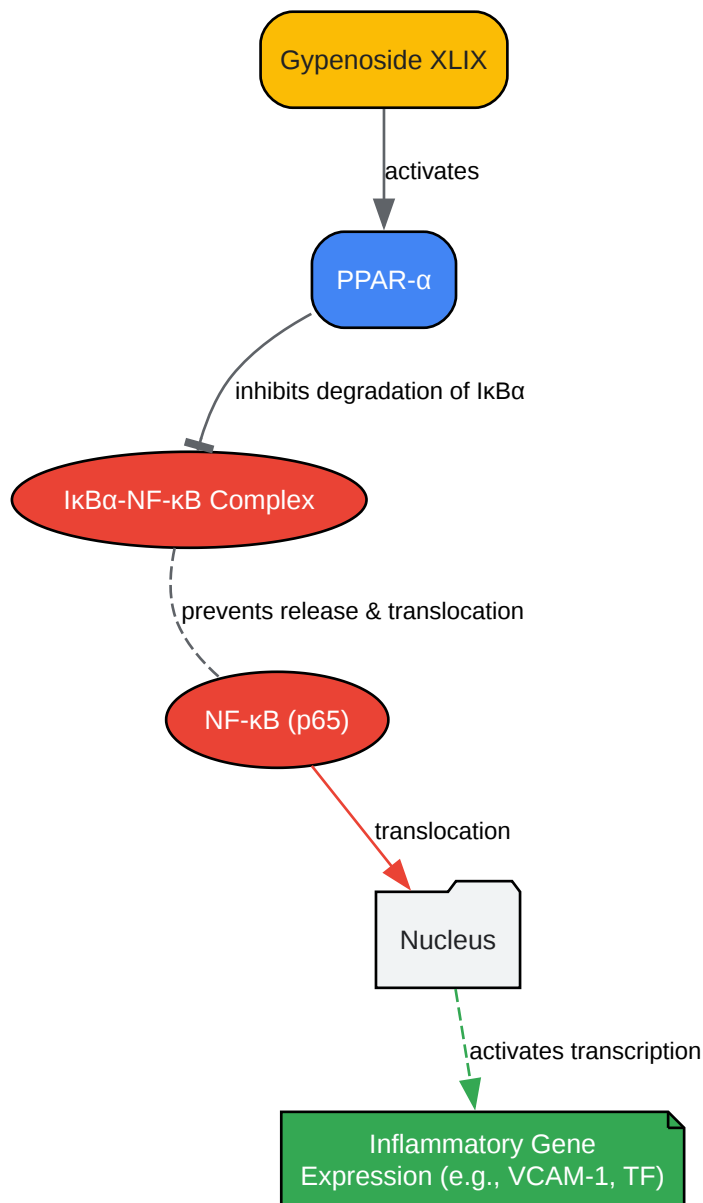 Gypenoside XLIX
activates
PPAR-α
inhibits degradation of IκBα
IκBα-NF-κB Complex
prevents release & translocation
NF-κB (p65)
translocation
Nucleus
activates transcription
Inflammatory Gene
Expression (e.g., VCAM-1, TF)